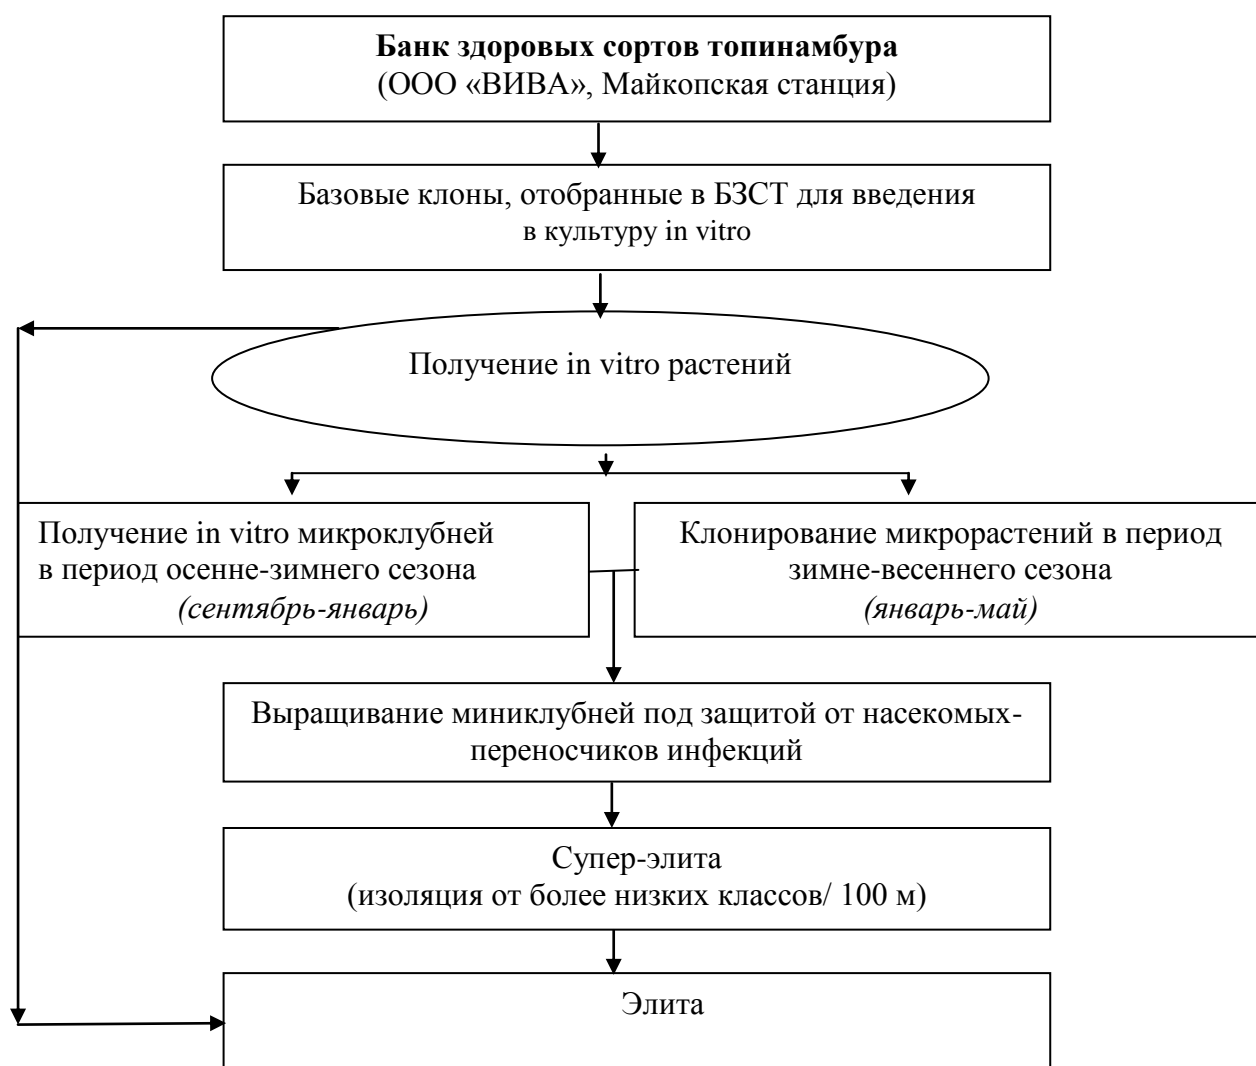 Банк здоровых сортов топинамбура
(ООО «ВИВА», Майкопская станция)
Базовые клоны, отобранные в БЗСТ для введения
в культуру in vitro
Получение in vitro растений
Получение in vitro микроклубней
в период осенне-зимнего сезона
(сентябрь-январь)
Клонирование микрорастений в период
зимне-весеннего сезона
(январь-май)
Выращивание миниклубней под защитой от насекомых-
переносчиков инфекций
Супер-элита
(изоляция от более низких классов/ 100 м)
Элита